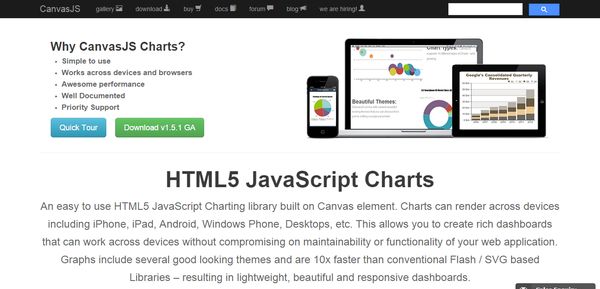 CanvasJS gallery download buy docs forum blog we are hiring!
Why CanvasJS Charts?
Simple to use
Works across devices and browsers
Awesome performance
Well Documented
Priority Support
Quick Tour Download v1.5.1 GA
Chart Types:
Beautiful Themes:
Google's Consolidated Quarterly
Revenues
HTML5 JavaScript Charts
An easy to use HTML5 JavaScript Charting library built on Canvas element. Charts can render across devices
including iPhone, iPad, Android, Windows Phone, Desktops, etc. This allows you to create rich dashboards
that can work across devices without compromising on maintainability or functionality of your web application.
Graphs include several good looking themes and are 10x faster than conventional Flash / SVG based
Libraries – resulting in lightweight, beautiful and responsive dashboards.